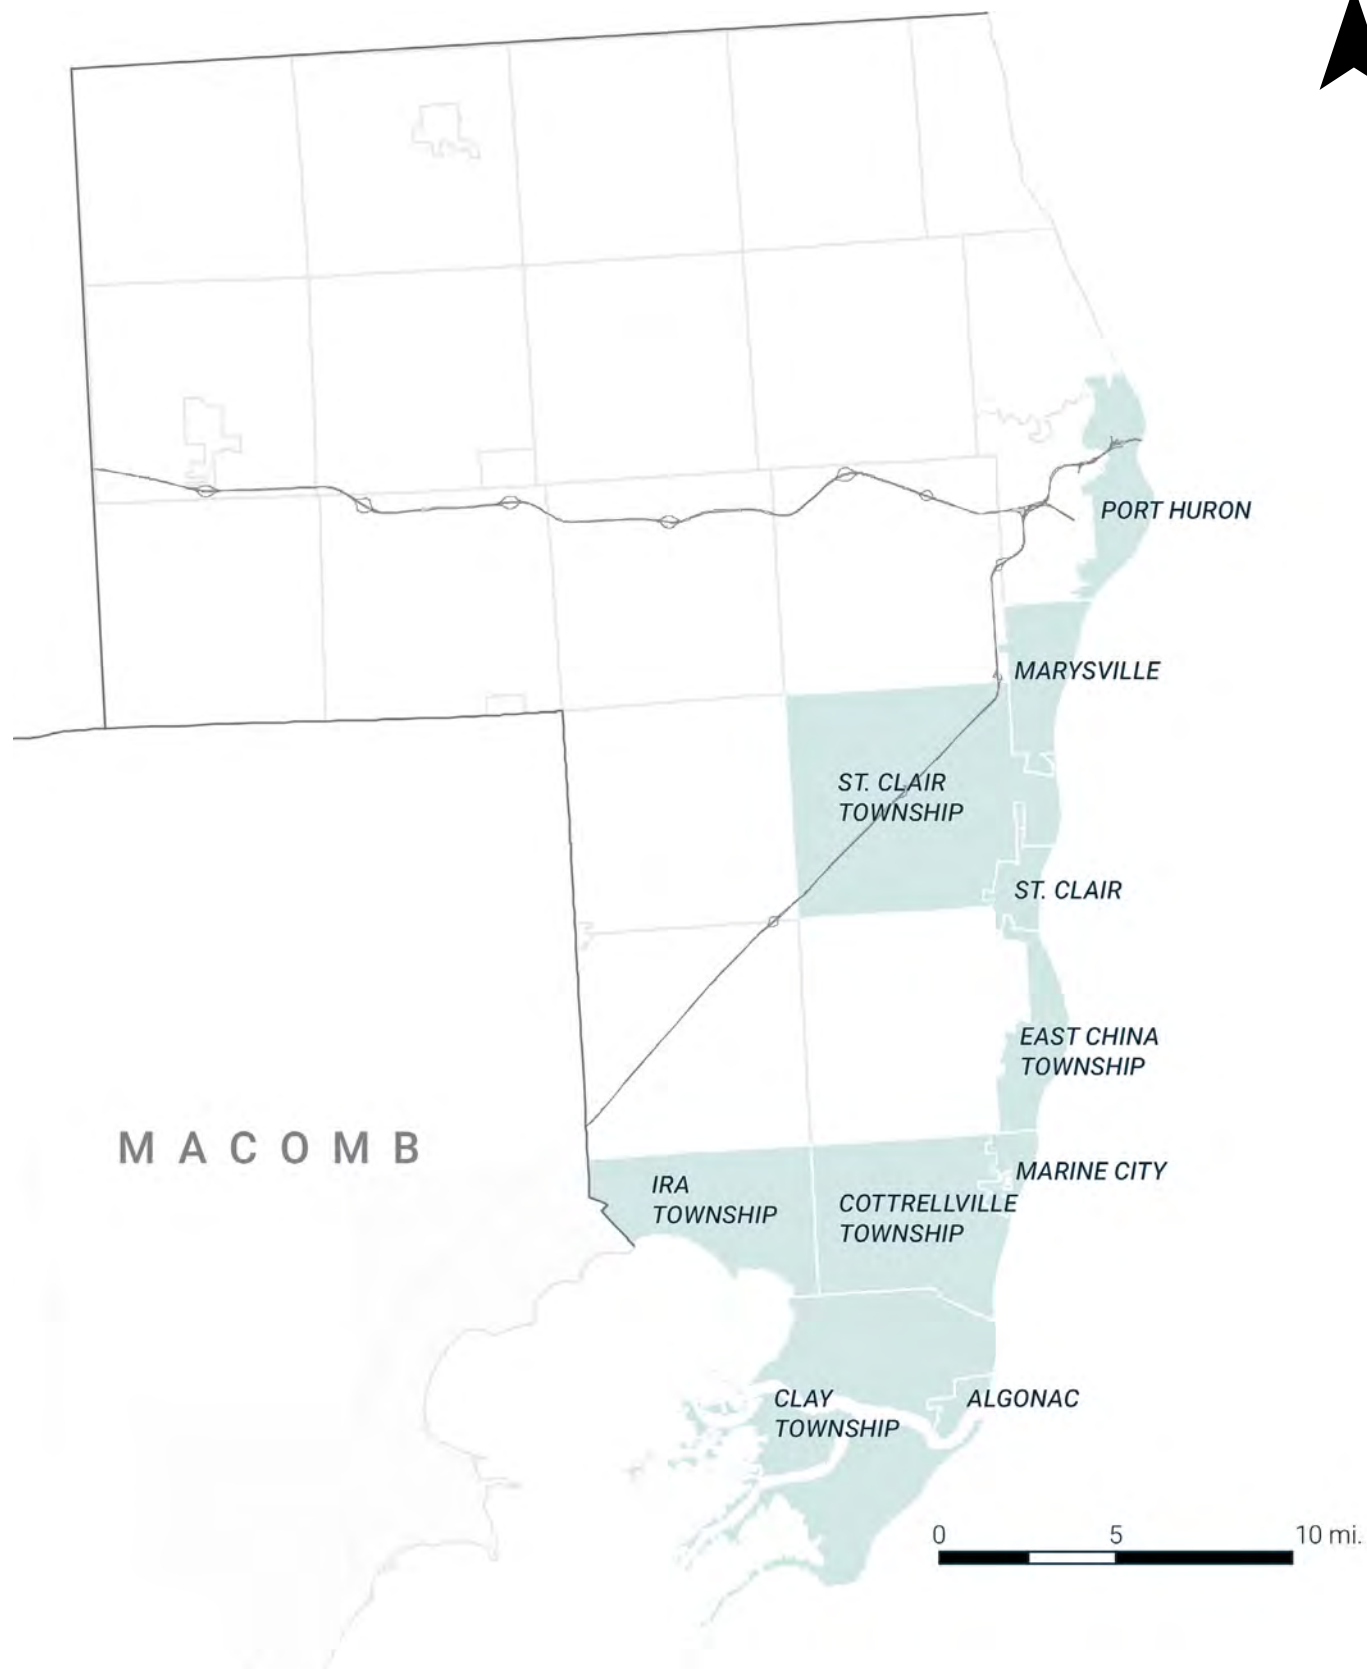 PORT HURON
MARYSVILLE
ST. CLAIR
TOWNSHIP
ST. CLAIR
EAST CHINA
TOWNSHIP
MACOMB
MARINE CITY
IRA
TOWNSHIP
COTTRELLVILLE
TOWNSHIP
CLAY
TOWNSHIP
ALGONAC
0 5 10 mi.